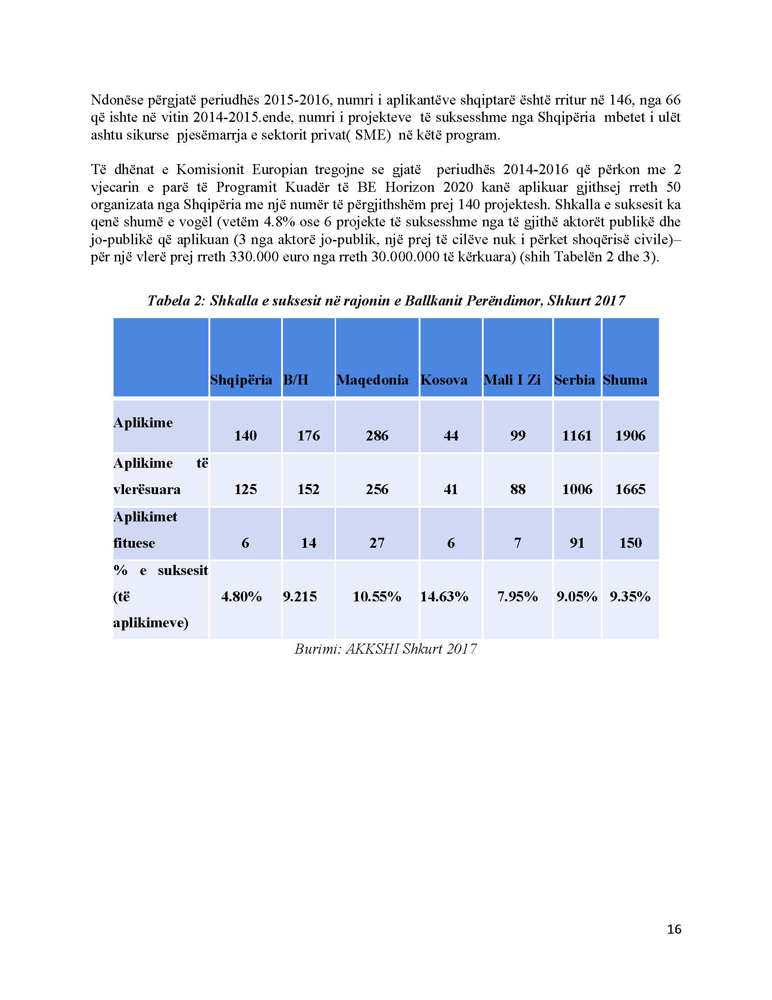 Ndonëse përgjatë periudhës 2015-2016, numri i aplikantëve shqiptarë është rritur në 146, nga 66
që ishte në vitin 2014-2015.ende, numri i projekteve  të suksesshme nga Shqipëria  mbetet i ulët
ashtu sikurse  pjesëmarrja e sektorit privat( SME)  në këtë program.
Të dhënat e Komisionit Europian tregojne se gjatë  periudhës 2014-2016 që përkon me 2
vjecarin e parë të Programit Kuadër të BE Horizon 2020 kanë aplikuar gjithsej rreth 50
organizata nga Shqipëria me një numër të përgjithshëm prej 140 projektesh. Shkalla e suksesit ka
qenë shumë e vogël (vetëm 4.8% ose 6 projekte të suksesshme nga të gjithë aktorët publikë dhe
jo-publikë që aplikuan (3 nga aktorë jo-publik, një prej të cilëve nuk i përket shoqërisë civile)–
për një vlerë prej rreth 330.000 euro nga rreth 30.000.000 të kërkuara) (shih Tabelën 2 dhe 3).
Tabela 2: Shkalla e suksesit në rajonin e Ballkanit Perëndimor, Shkurt 2017
Shqipëria B/H Maqedonia Kosova Mali I Zi Serbia Shuma
Aplikime
140 176 286 44 99 1161 1906
Aplikime të
vlerësuara 125 152 256 41 88 1006 1665
Aplikimet
fituese 6 14 27 6 7 91 150
% e suksesit
(të 4.80% 9.215 10.55% 14.63% 7.95% 9.05% 9.35%
aplikimeve)
Burimi: AKKSHI Shkurt 2017
16